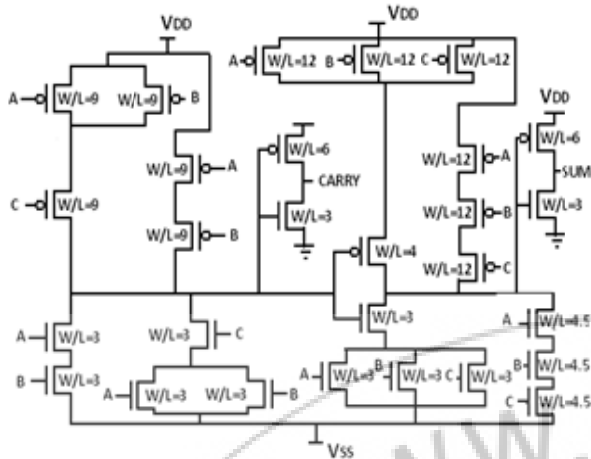 VDD
VDD
A W/L=9
W/L=9 B
A W/L=12
B W/L=12
C W/L=12
VDD
W/L=6
W/L=6
W/L=9 A
W/L=12 A
CARRY
SUM
C W/L=9
W/L=3
W/L=3
W/L=9 B
W/L=12 B
W/L=4
W/L=12 C
W/L=3
A W/L=3
W/L=3 C
A W/L=4.5
B W/L=3
A W/L=3
W/L=3 B
A W/L=3
B W/L=3
C W/L=3
B W/L=4.5
C W/L=4.5
VSS